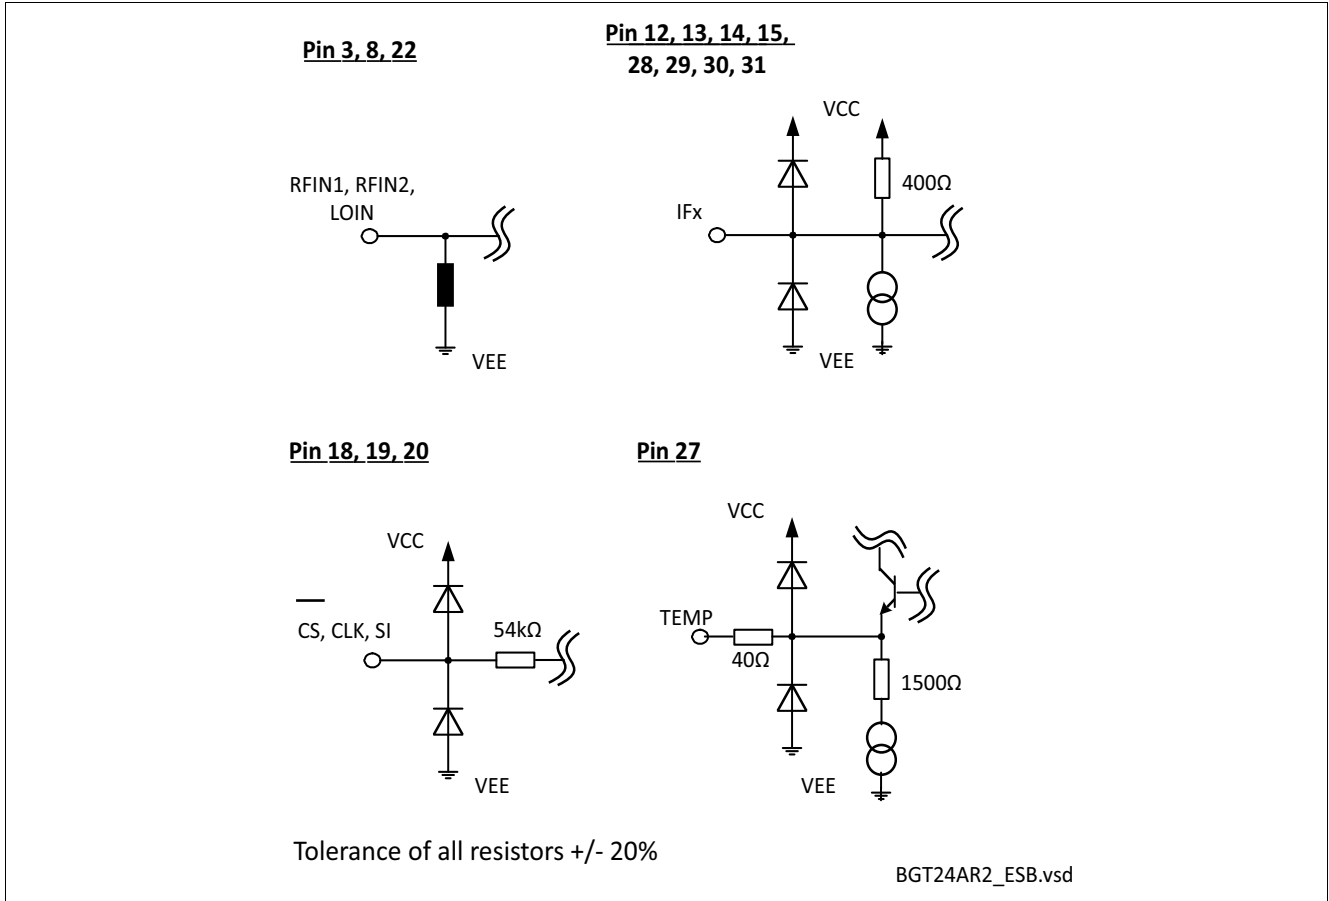 Pin 3, 8, 22
Pin 12, 13, 14, 15,
28, 29, 30, 31
VCC
RFIN1, RFIN2,
LOIN
400Ω
IFx
VEE
VEE
Pin 18, 19, 20
Pin 27
VCC
VCC
CS, CLK, SI
54kΩ
TEMP
40Ω
1500Ω
VEE
VEE
Tolerance of all resistors +/- 20%
BGT24AR2_ESB.vsd